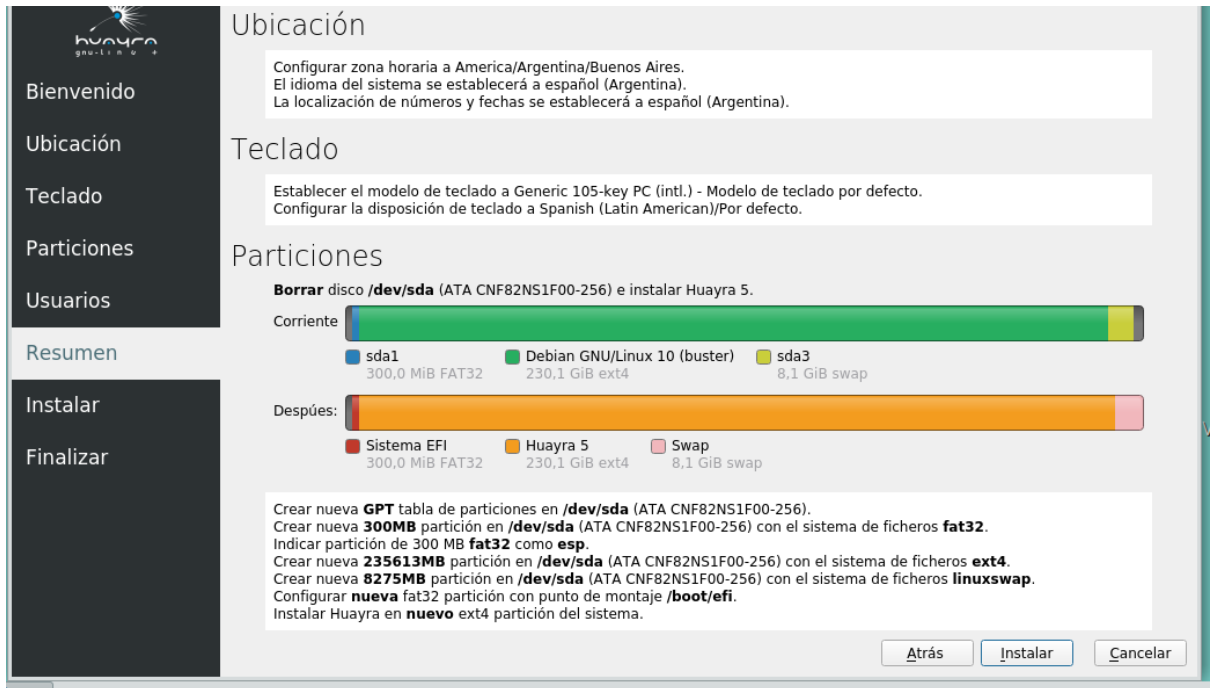 huayra
gnu-linux
Bienvenido
Ubicación
Teclado
Particiones
Usuarios
Resumen
Instalar
Finalizar
Ubicación
Configurar zona horaria a America/Argentina/Buenos Aires.
El idioma del sistema se establecerá a español (Argentina).
La localización de números y fechas se establecerá a español (Argentina).
Teclado
Establecer el modelo de teclado a Generic 105-key PC (intl.) - Modelo de teclado por defecto.
Configurar la disposición de teclado a Spanish (Latin American)/Por defecto.
Particiones
Borrar disco /dev/sda (ATA CNF82NS1F00-256) e instalar Huayra 5.
Corriente
sda1 Debian GNU/Linux 10 (buster) sda3
300,0 MiB FAT32 230,1 GiB ext4 8,1 GiB swap
Despúes:
Sistema EFI Huayra 5 Swap
300,0 MiB FAT32 230,1 GiB ext4 8,1 GiB swap
Crear nueva GPT tabla de particiones en /dev/sda (ATA CNF82NS1F00-256).
Crear nueva 300MB partición en /dev/sda (ATA CNF82NS1F00-256) con el sistema de ficheros fat32.
Indicar partición de 300 MB fat32 como esp.
Crear nueva 235613MB partición en /dev/sda (ATA CNF82NS1F00-256) con el sistema de ficheros ext4.
Crear nueva 8275MB partición en /dev/sda (ATA CNF82NS1F00-256) con el sistema de ficheros linuxswap.
Configurar nueva fat32 partición con punto de montaje /boot/efi.
Instalar Huayra en nuevo ext4 partición del sistema.
Atrás Instalar Cancelar